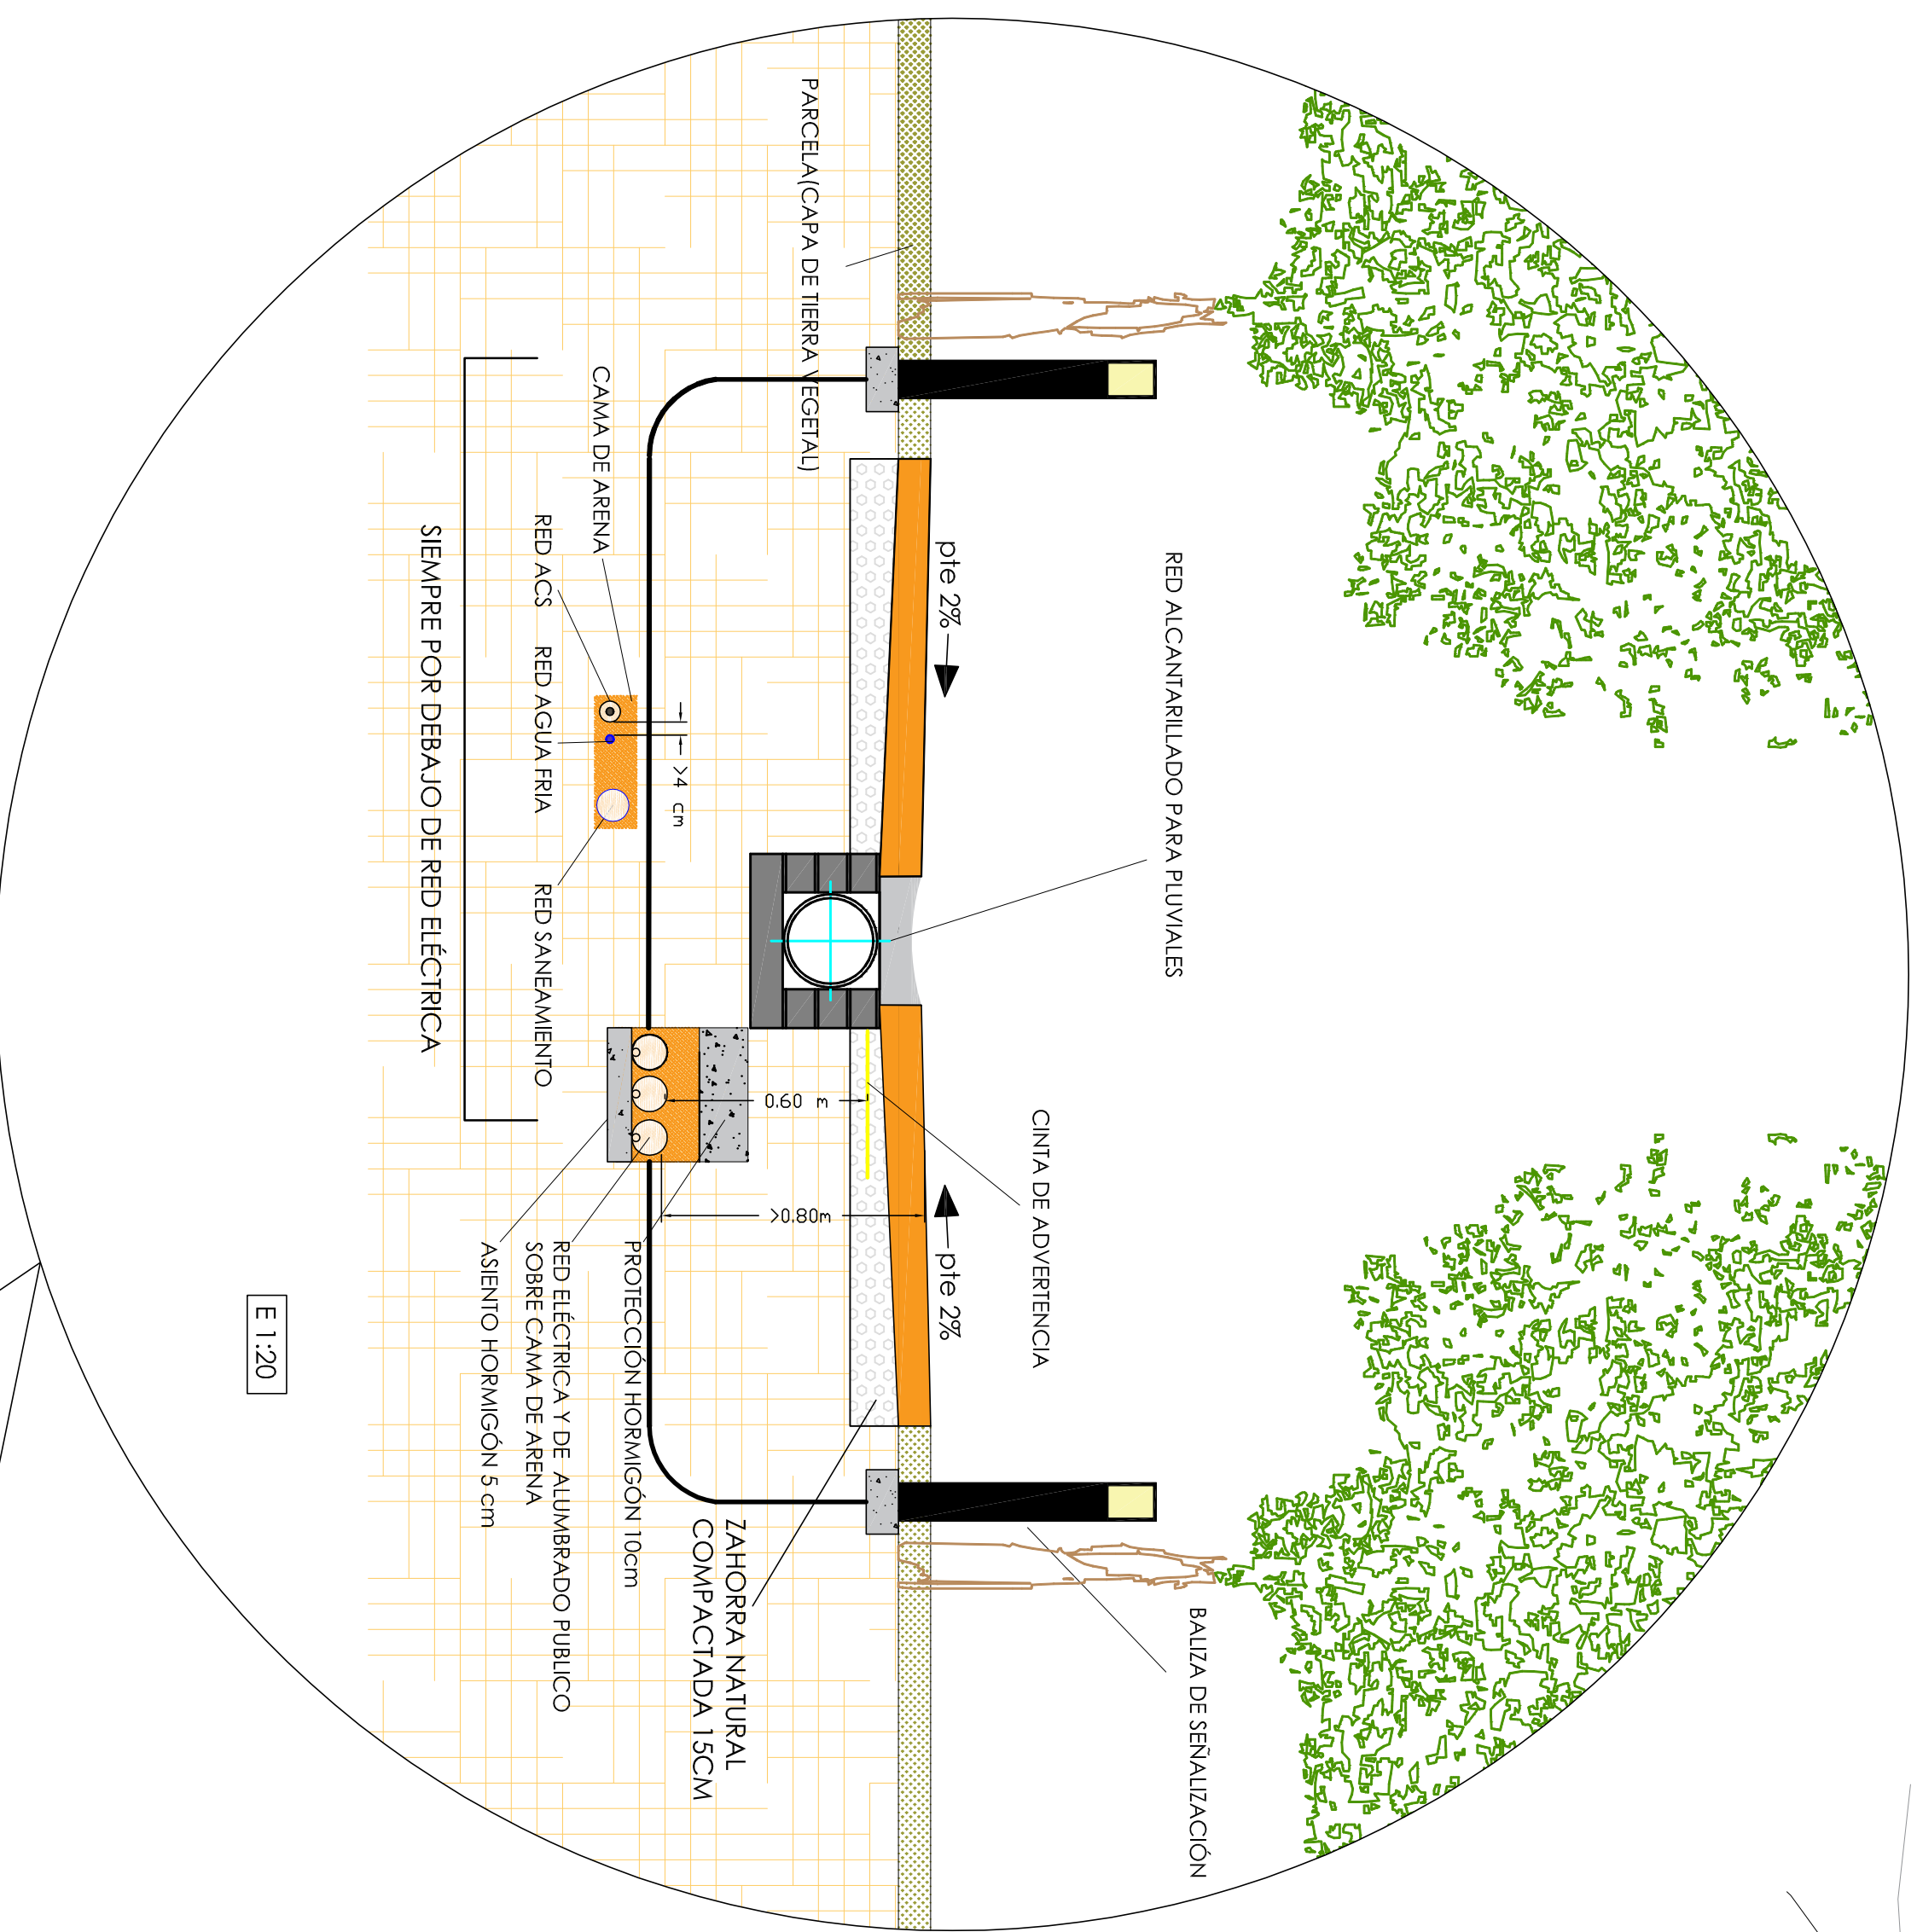 RED ALCANTARILLADO PARA PLUVIALES
BALIZA DE SEÑALIZACIÓN
CINTA DE ADVERTENCIA
pte 2%
pte 2%
PARCELA(CAPA DE TIERRA VEGETAL)
0.60 m
>0.80m
>4 cm
ZAHORRA NATURAL
COMPACTADA 15CM
CAMA DE ARENA
PROTECCIÓN HORMIGÓN 10cm
RED ACS
RED AGUA FRIA
RED SANEAMIENTO
RED ELÉCTRICA Y DE ALUMBRADO PUBLICO
SOBRE CAMA DE ARENA
ASIENTO HORMIGÓN 5 cm
SIEMPRE POR DEBAJO DE RED ELÉCTRICA
E 1:20